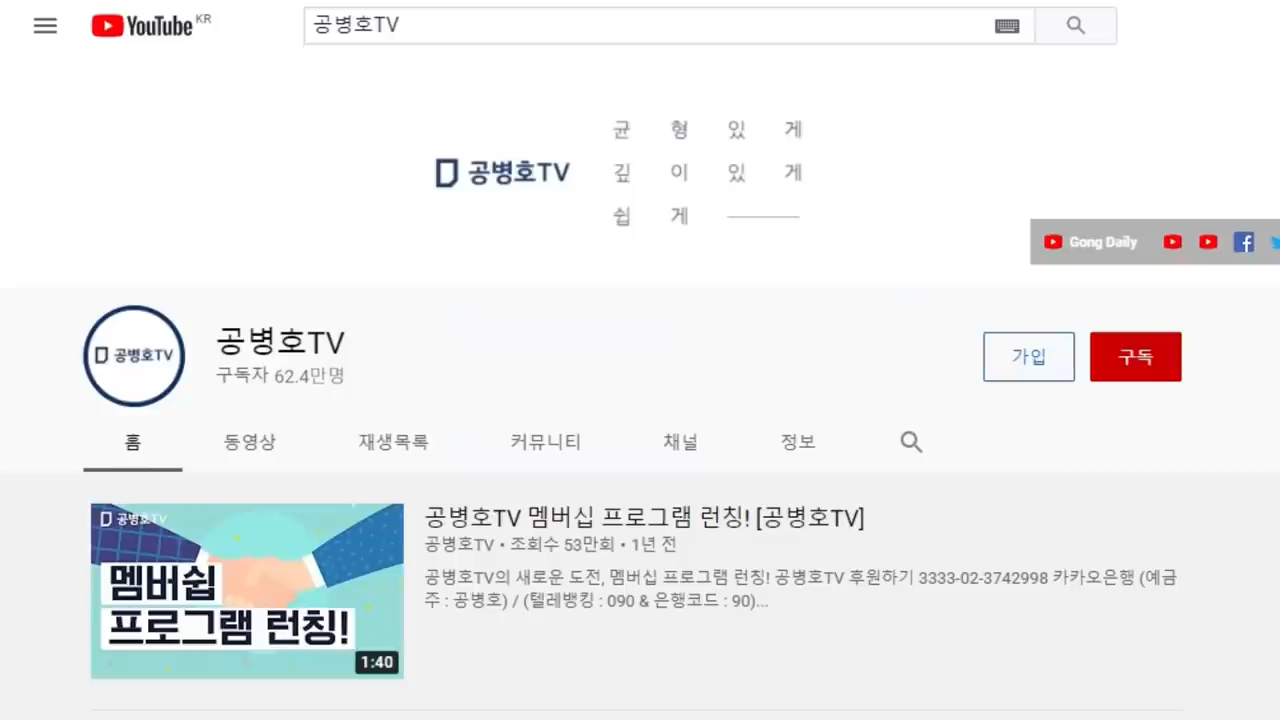 YouTube KR
공병호TV
균 형 있 게
공병호TV
깊 이 있 게
쉽 게
Gong Daily
공병호TV
공병호TV
구독자 62.4만명
가입
구독
홈
동영상
재생목록
커뮤니티
채널
정보
공병호TV
멤버쉽
프로그램 런칭!
1:40
공병호TV 멤버십 프로그램 런칭! [공병호TV]
공병호TV • 조회수 53만회 • 1년 전
공병호TV의 새로운 도전, 멤버십 프로그램 런칭! 공병호TV 후원하기 3333-02-3742998 카카오은행 (예금
주 : 공병호) / (텔레뱅킹 : 090 & 은행코드 : 90)...